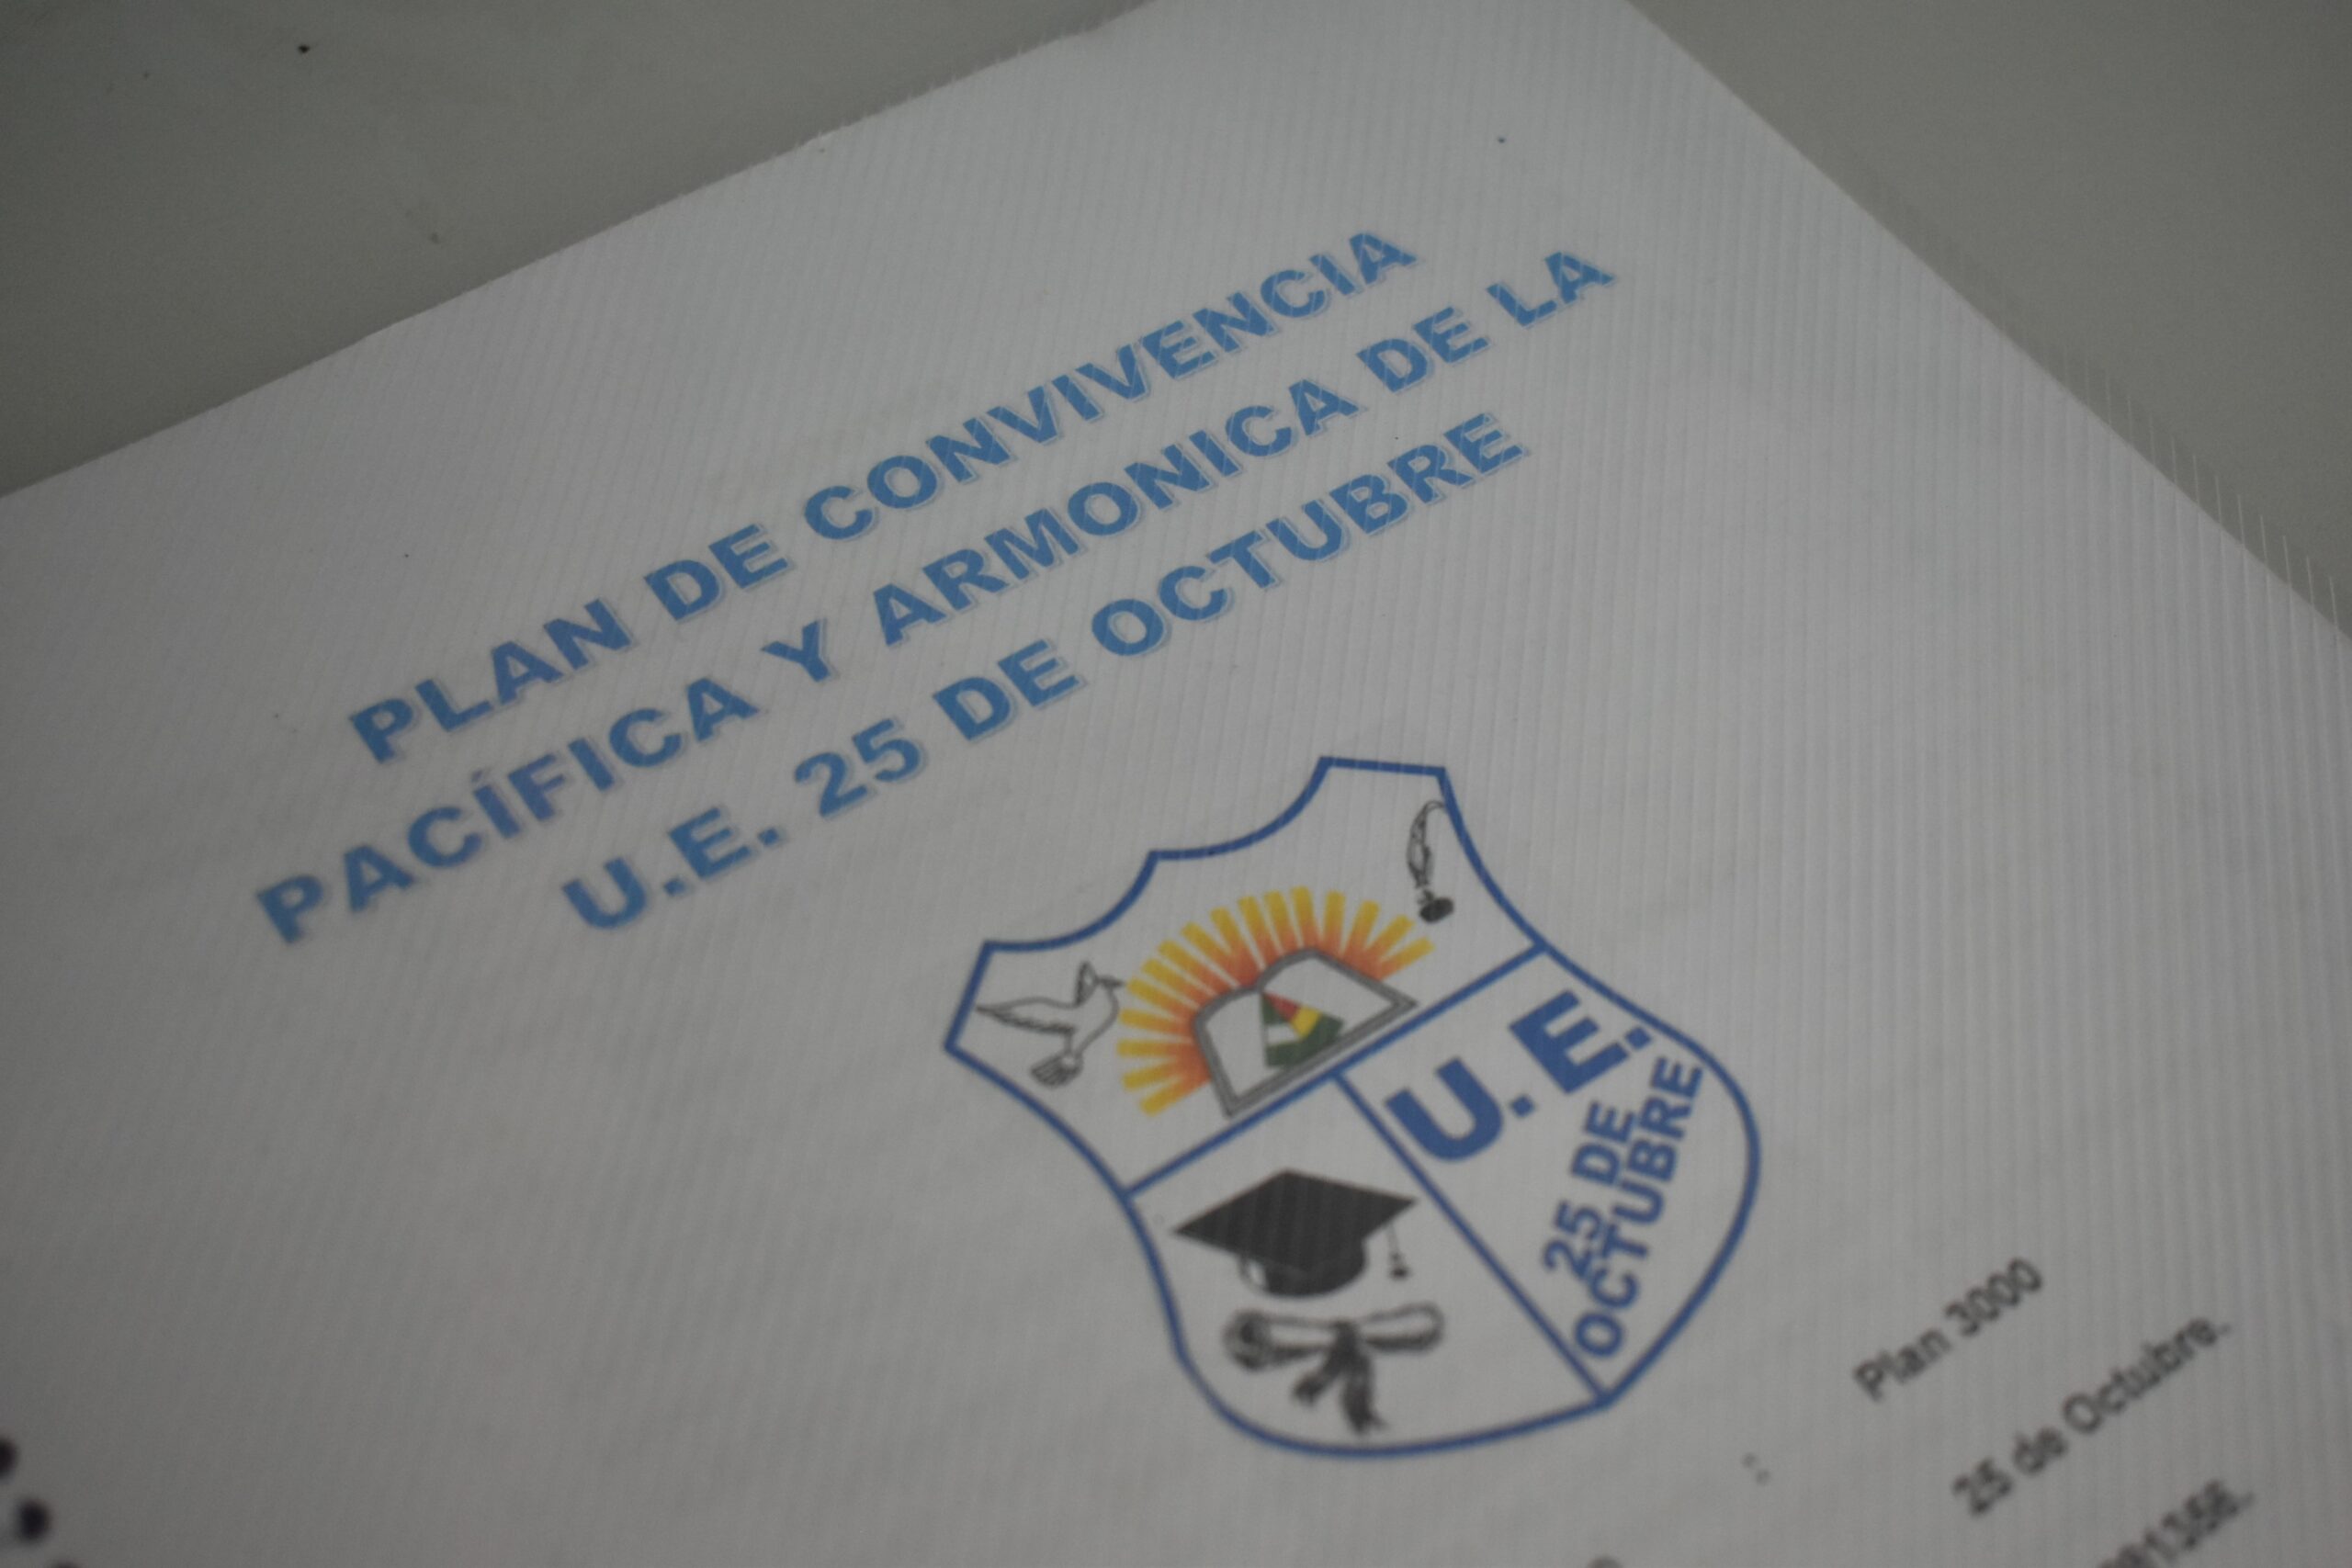 PLAN DE CONVIVENCIA
PACÍFICA Y ARMONICA DE LA
U.E. 25 DE OCTUBRE
U. E.
25 DE
OCTUBRE
Plan 3000
25 de Octubre.